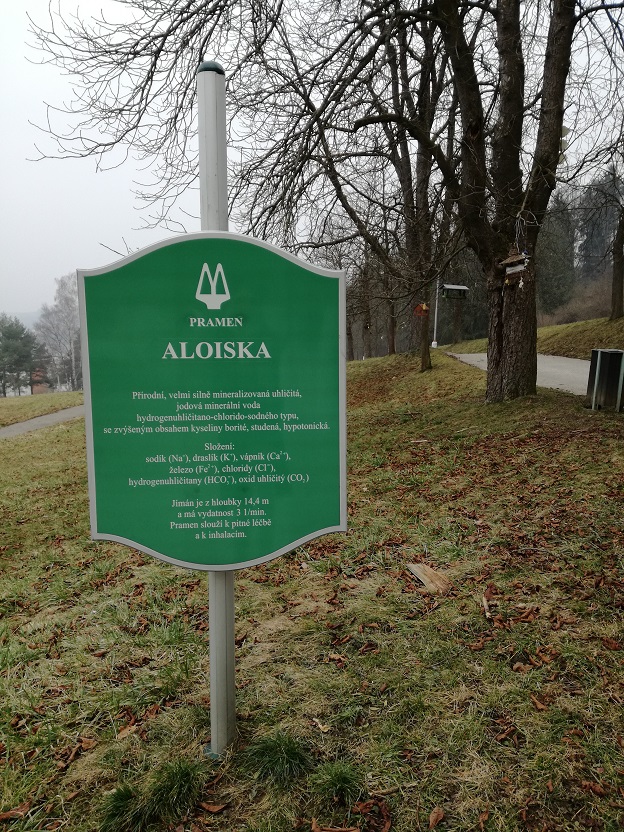 PRAMEN
ALOISKA
Přírodní, velmi silně mineralizovaná uhličitá,
jodová minerální voda
hydrogenuhličitano-chlorido-sodného typu,
se zvýšeným obsahem kyseliny borité, studená, hypotonická.
Složení:
sodík (Na⁺), draslík (K⁺), vápník (Ca²⁺),
železo (Fe²⁺), chloridy (Cl⁻),
hydrogenuhličitany (HCO₃⁻), oxid uhličitý (CO₂)
Jímán je z hloubky 14,4 m
a má vydatnost 3 l/min.
Pramen slouží k pitné léčbě
a k inhalacím.